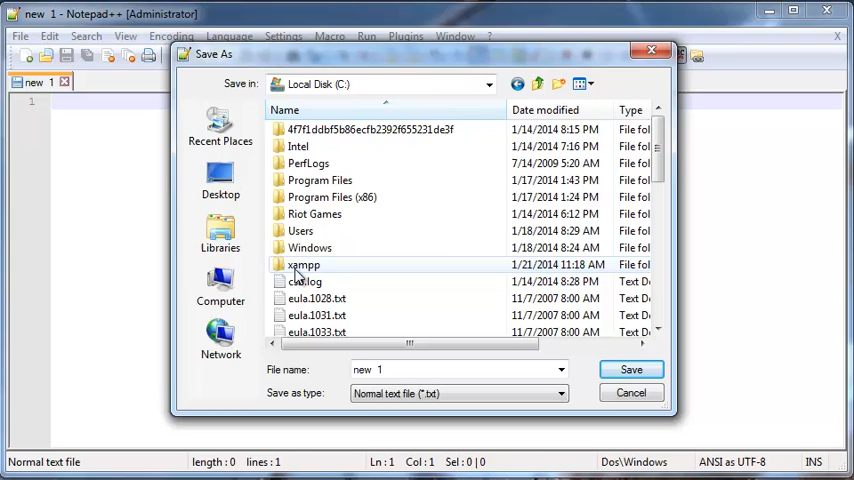 new 1 - Notepad++ [Administrator]
File Edit Search View Encoding Language Settings Macro Run Plugins Window ? X
Save As
new 1
Save in: Local Disk (C:)
Name Date modified Type
1
4f7f1ddbf5b86ecfb2392f655231de3f 1/14/2014 8:15 PM File fol
Recent Places
Intel 1/14/2014 7:16 PM File fol
PerfLogs 7/14/2009 5:20 AM File fol
Program Files 1/17/2014 1:43 PM File fol
Desktop
Program Files (x86) 1/17/2014 1:24 PM File fol
Riot Games 1/14/2014 6:12 PM File fol
Users 1/18/2014 8:29 AM File fol
Libraries
Windows 1/18/2014 8:24 AM File fol
xampp 1/21/2014 11:18 AM File fol
.log 1/14/2014 8:28 PM Text D
Computer
eula.1028.txt 11/7/2007 8:00 AM Text D
eula.1031.txt 11/7/2007 8:00 AM Text D
eula.1033.txt 11/7/2007 8:00 AM Text D
Network
File name: new 1 Save
Save as type: Normal text file (*.txt) Cancel
Normal text file length : 0 lines : 1 Ln : 1 Col : 1 Sel : 0 | 0 Dos\Windows ANSI as UTF-8 INS